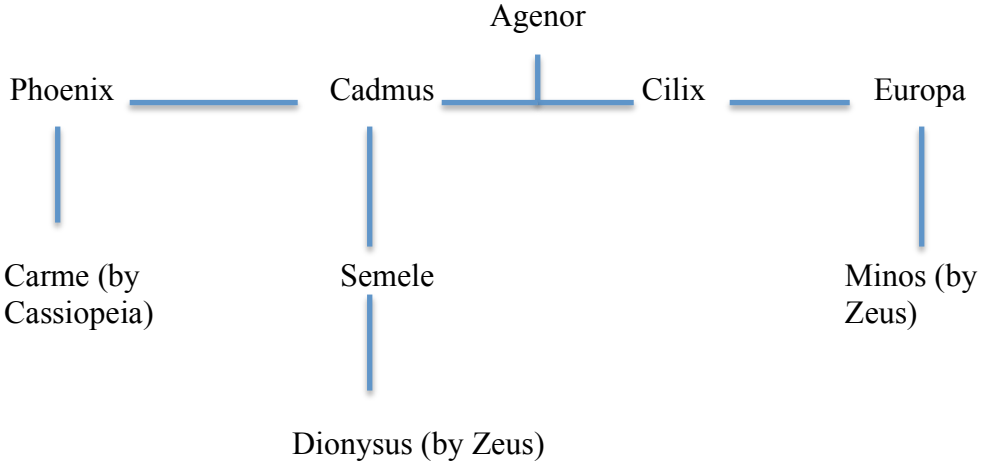 Agenor
Phoenix Cadmus Cilix Europa
Carme (by Semele Minos (by
Cassiopeia) Zeus)
Dionysus (by Zeus)